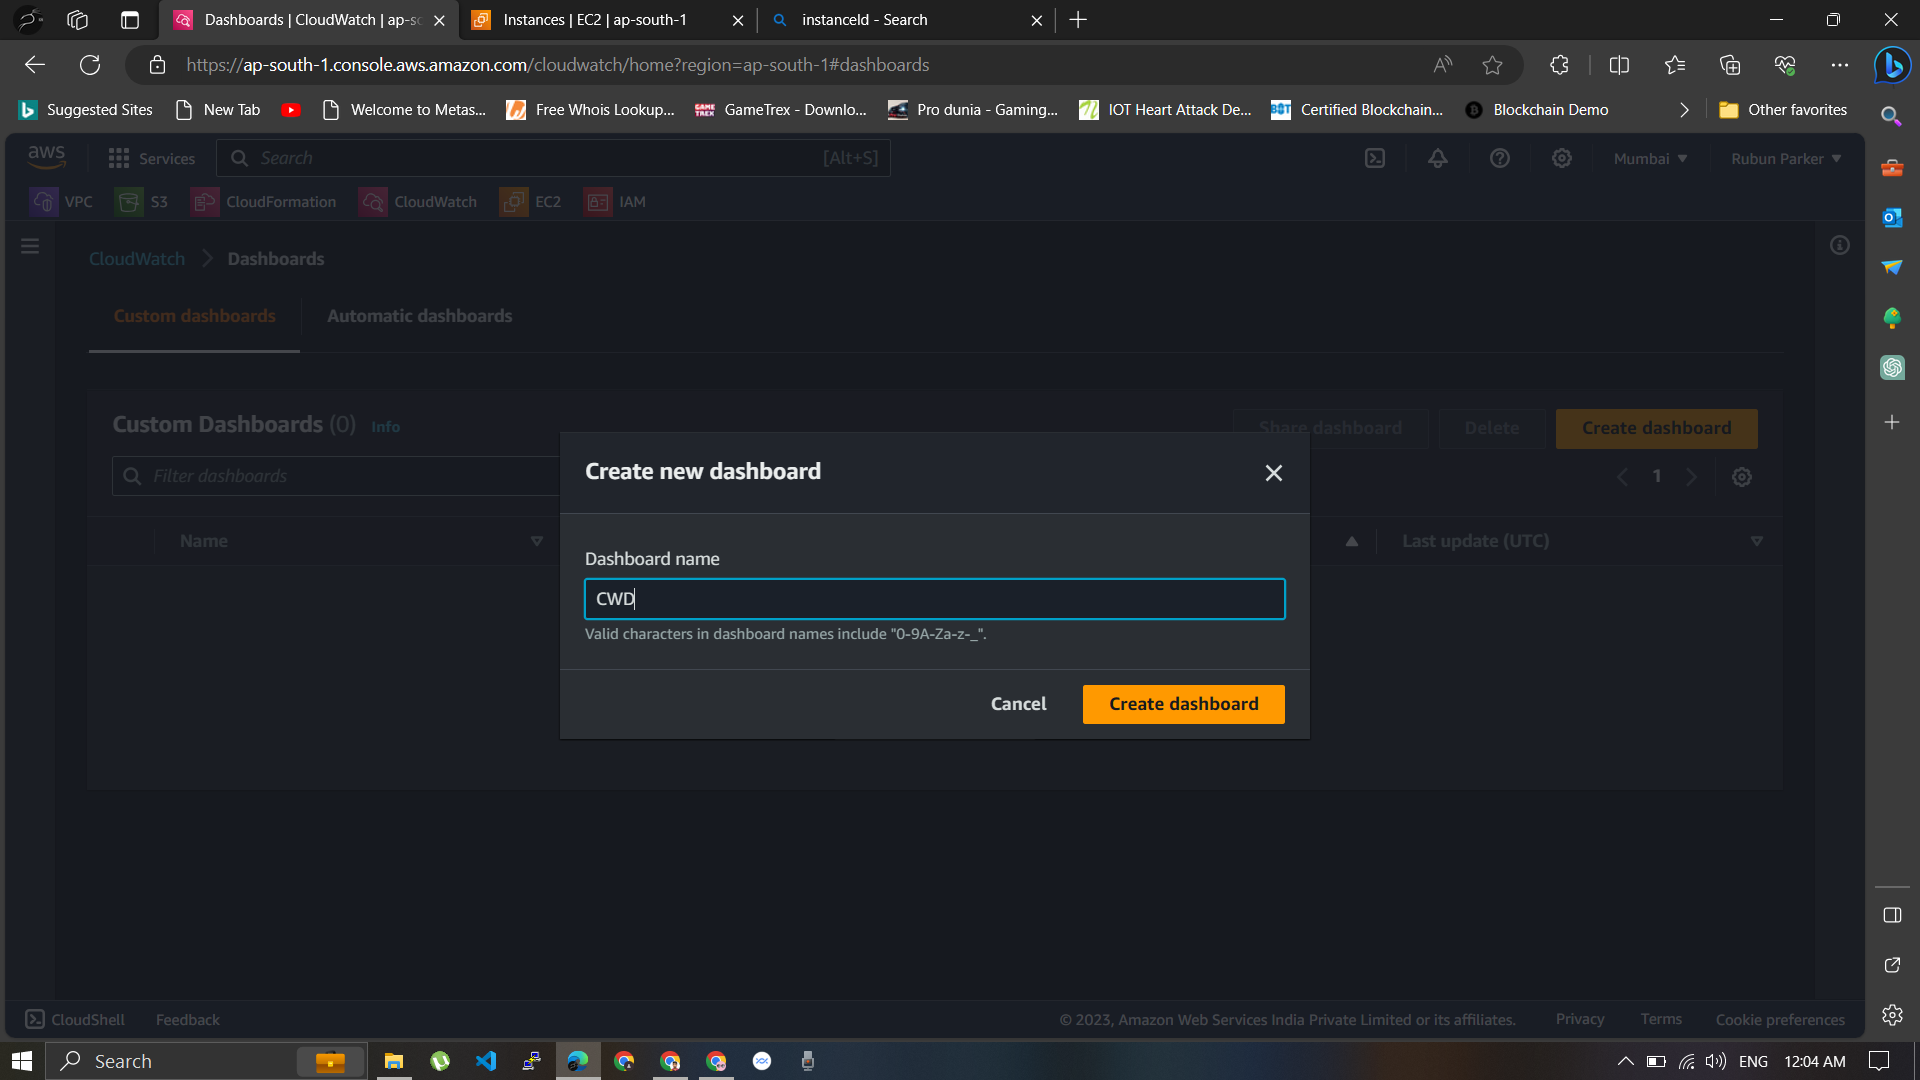 Dashboards | CloudWatch | ap-sc
Instances | EC2 | ap-south-1
instanceId - Search
https://ap-south-1.console.aws.amazon.com/cloudwatch/home?region=ap-south-1#dashboards
Suggested Sites
New Tab
Welcome to Metas...
Free Whois Lookup...
GAME TREX
GameTrex - Downlo...
Pro dunia - Gaming...
IOT Heart Attack De...
Certified Blockchain...
Blockchain Demo
Other favorites
aws
Services
Search
[Alt+S]
Mumbai
Rubun Parker
VPC
S3
CloudFormation
CloudWatch
EC2
IAM
CloudWatch
Dashboards
Custom dashboards
Automatic dashboards
Custom Dashboards (0)
Info
Share dashboard
Delete
Create dashboard
Filter dashboards
1
Name
Last update (UTC)
Create new dashboard
Dashboard name
CWD
Valid characters in dashboard names include "0-9A-Za-z-_".
Cancel
Create dashboard
CloudShell
Feedback
© 2023, Amazon Web Services India Private Limited or its affiliates.
Privacy
Terms
Cookie preferences
Search
ENG
12:04 AM